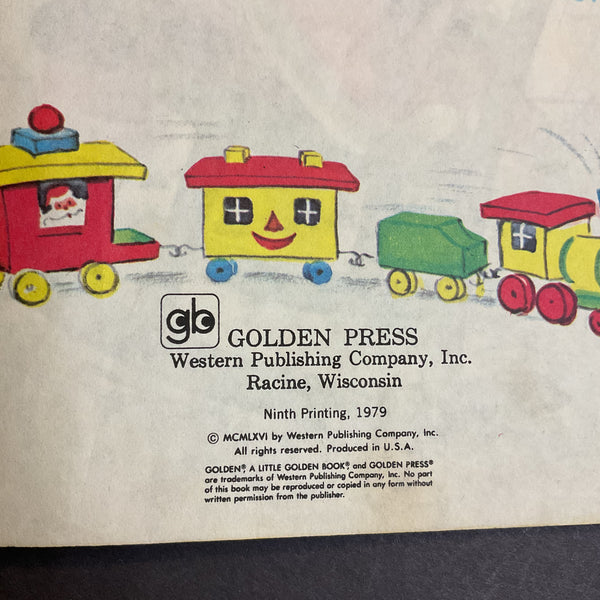 gb GOLDEN PRESS
Western Publishing Company, Inc.
Racine, Wisconsin
Ninth Printing, 1979
© MCMLXVI by Western Publishing Company, Inc.
All rights reserved. Produced in U.S.A.
GOLDEN®, A LITTLE GOLDEN BOOK®, and GOLDEN PRESS®
are trademarks of Western Publishing Company, Inc. No part
of this book may be reproduced or copied in any form without
written permission from the publisher.